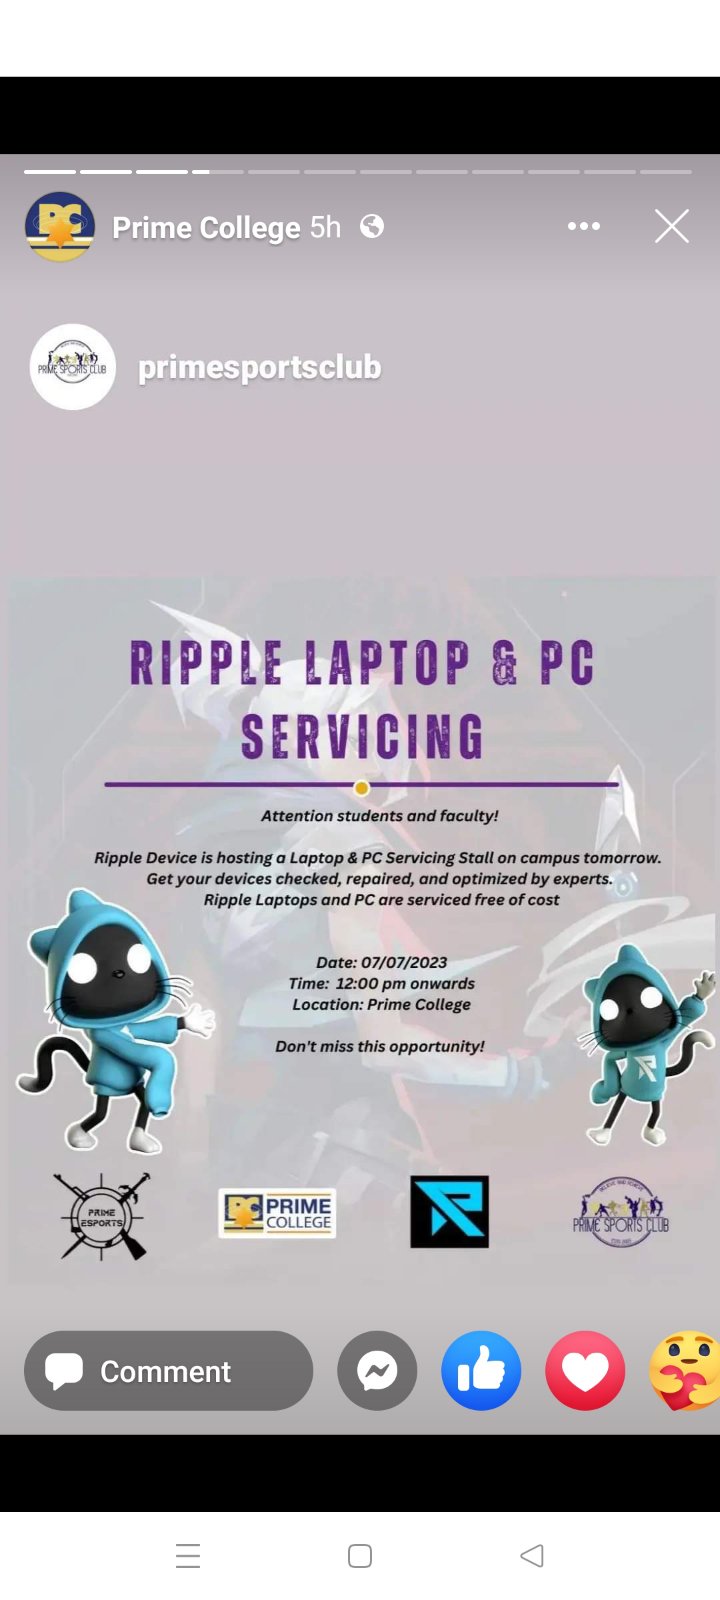 Prime College 5h
primesportsclub
RIPPLE LAPTOP & PC
SERVICING
Attention students and faculty!
Ripple Device is hosting a Laptop & PC Servicing Stall on campus tomorrow.
Get your devices checked, repaired, and optimized by experts.
Ripple Laptops and PC are serviced free of cost
Date: 07/07/2023
Time: 12:00 pm onwards
Location: Prime College
Don't miss this opportunity!
PRIME
ESPORTS
PC PRIME
COLLEGE
PRIME SPORTS CLUB
Comment